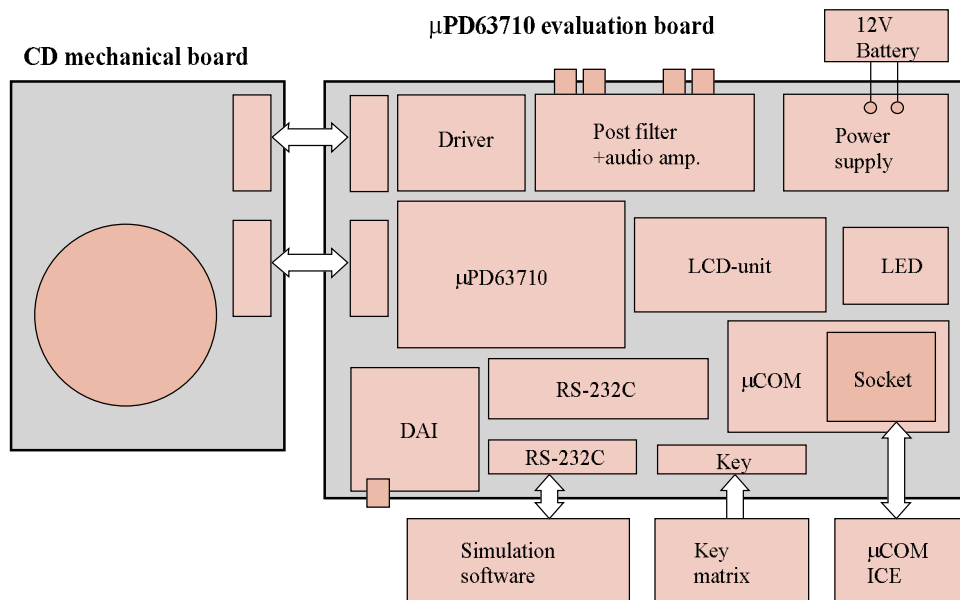 12V
Battery
μPD63710 evaluation board
CD mechanical board
Driver
Post filter
+audio amp.
Power
supply
μPD63710
LCD-unit
LED
RS-232C
μCOM
Socket
DAI
RS-232C
Key
Simulation
software
Key
matrix
μCOM
ICE